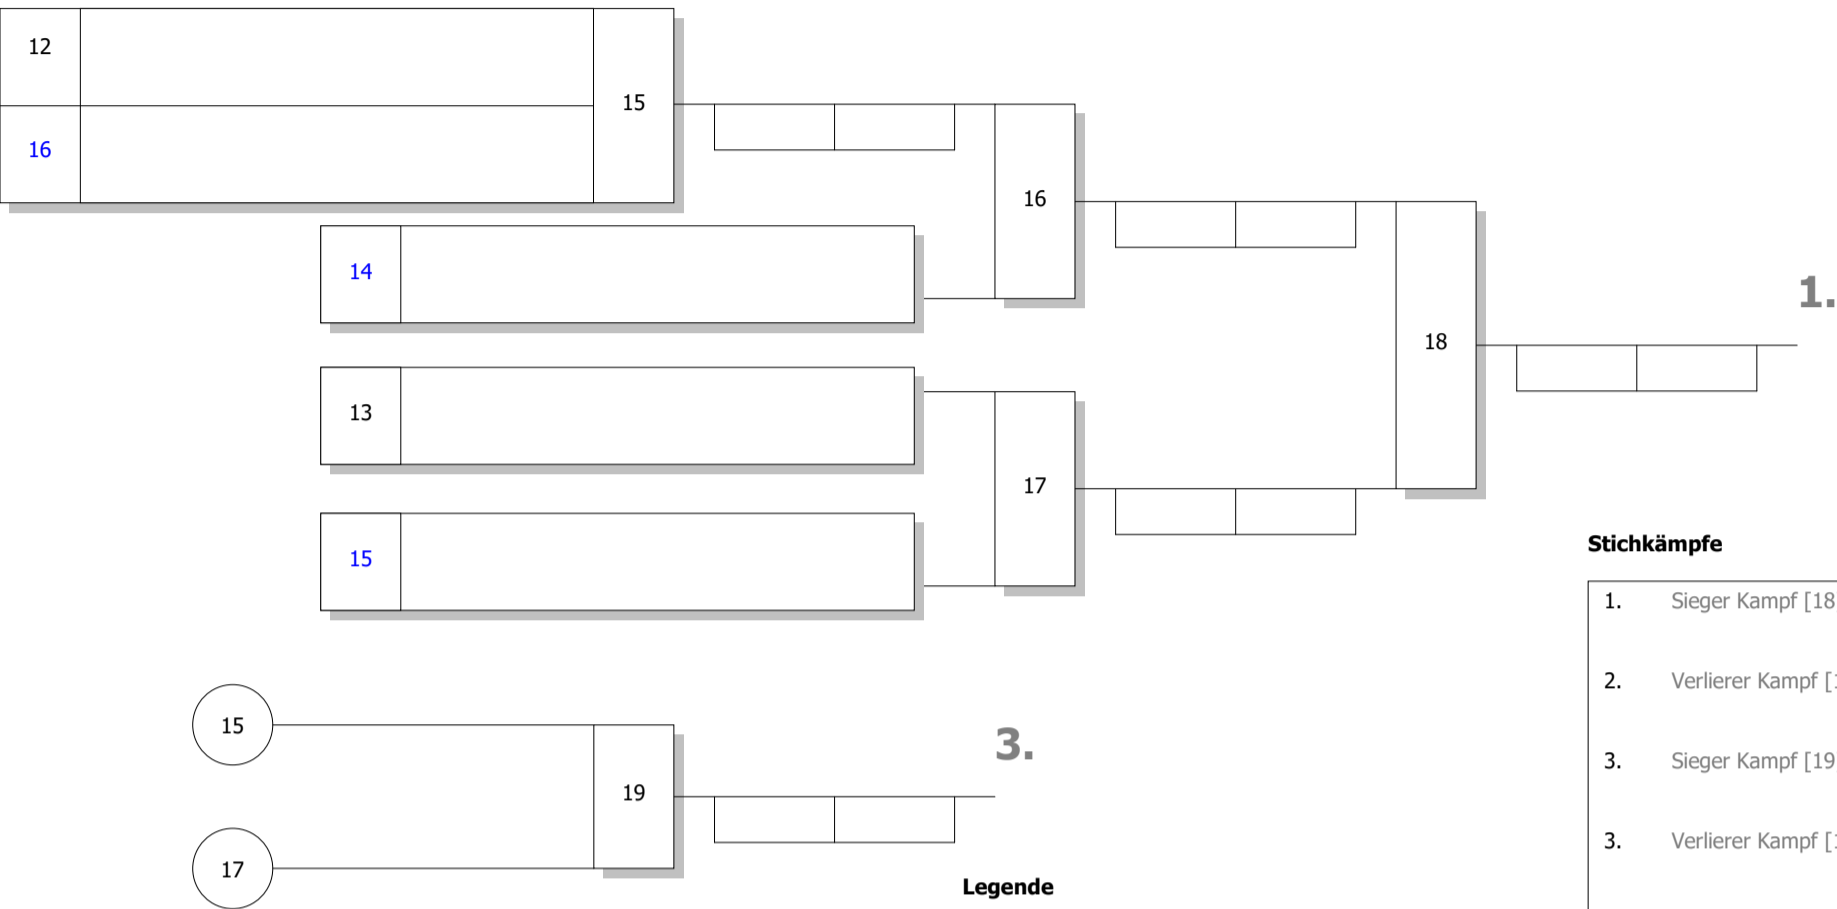 12
15
16
16
14
1.
18
13
17
15
Stichkämpfe
1. Sieger Kampf [18
2. Verlierer Kampf [
15
3.
3. Sieger Kampf [19
19
3. Verlierer Kampf [
17
Legende